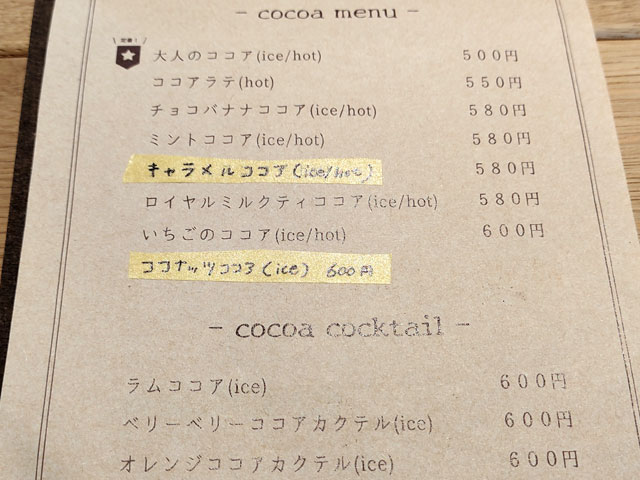 - cocoa menu -
定番！
大人のココア(ice/hot) 500円
ココアラテ(hot) 550円
チョコバナナココア(ice/hot) 580円
ミントココア(ice/hot) 580円
キャラメルココア(ice/hot) 580円
ロイヤルミルクティココア(ice/hot) 580円
いちごのココア(ice/hot) 600円
ココナッツココア(ice) 600円
- cocoa cocktail -
ラムココア(ice) 600円
ベリーベリーココアカクテル(ice) 600円
オレンジココアカクテル(ice) 600円